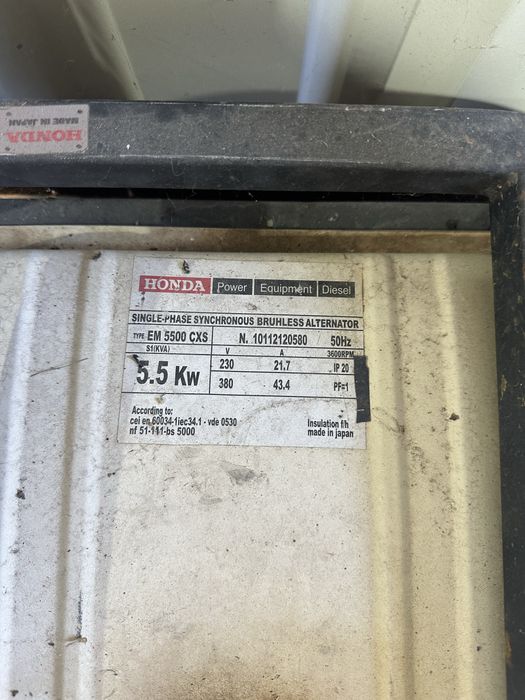 HONDA
MADE IN JAPAN
HONDA Power Equipment Diesel
SINGLE-PHASE SYNCHRONOUS BRUHLESS ALTERNATOR
TYPE EM 5500 CXS N. 10112120580 50Hz
S1(KVA) V A 3600RPM
5.5 Kw 230 21.7 IP 20
380 43.4 PF=1
According to:
cei en 60034-1iec34.1 - vde 0530
nf 51-111-bs 5000
Insulation f/h
made in japan